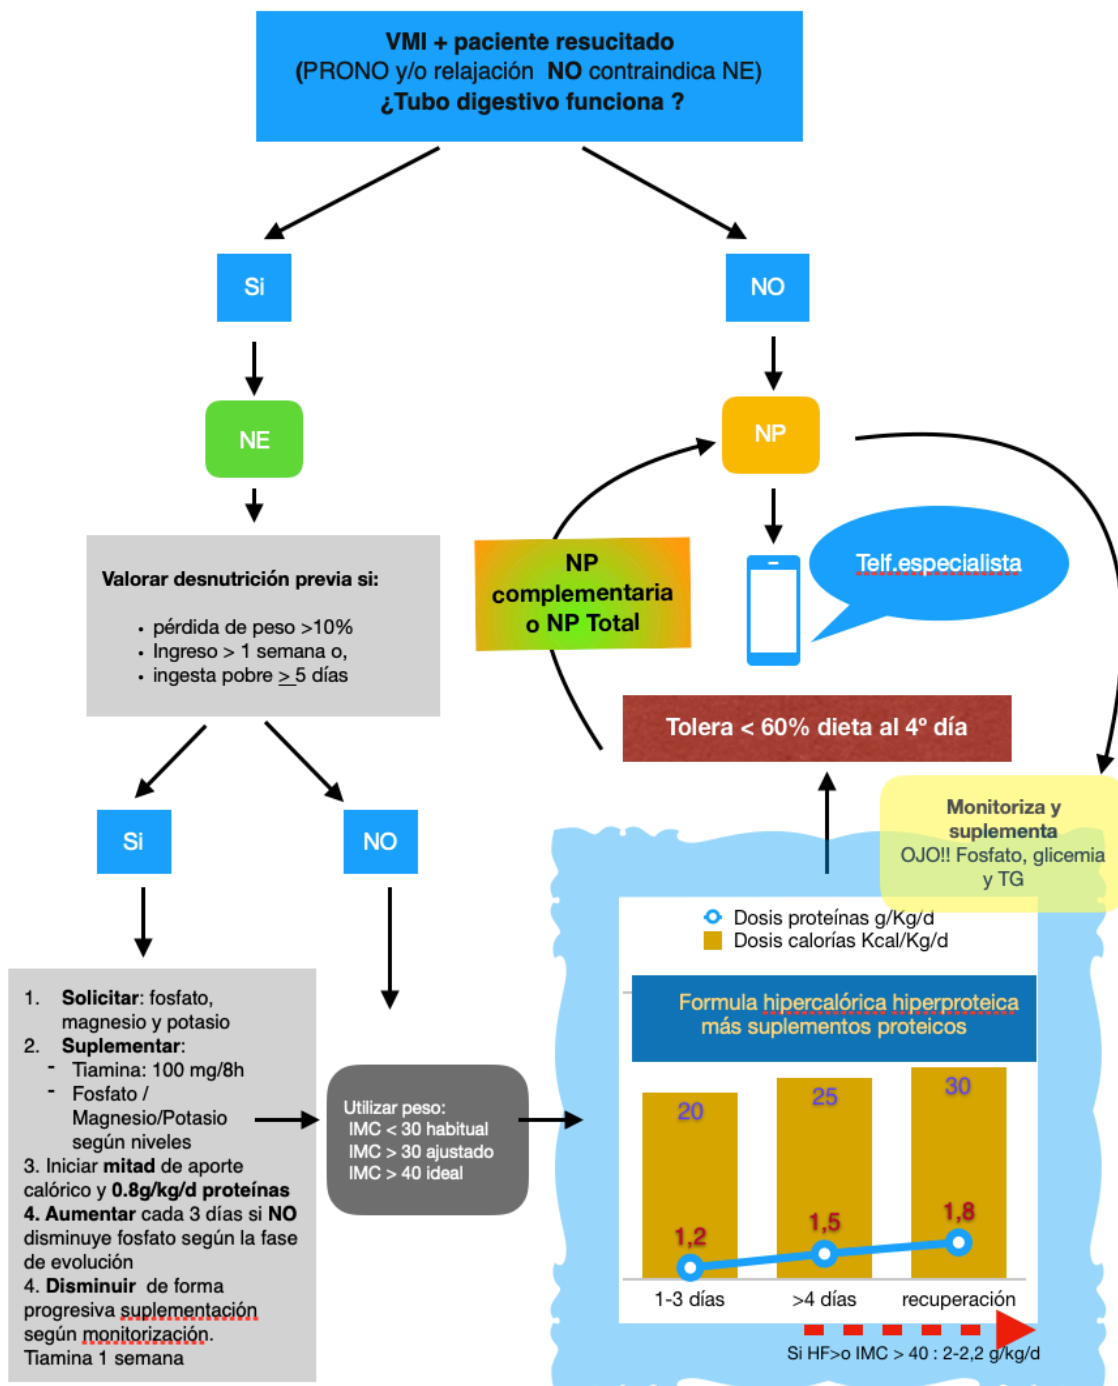 VMI + paciente resucitado
(PRONO y/o relajación NO contraindica NE)
¿Tubo digestivo funciona ?
Si
NO
NE
NP
Valorar desnutrición previa si:
• pérdida de peso >10%
• Ingreso > 1 semana o,
• ingesta pobre > 5 días
NP
complementaria
o NP Total
Telf.especialista
Tolera < 60% dieta al 4º día
Si
NO
Monitoriza y
suplementa
OJO!! Fosfato, glicemia
y TG
1. Solicitar: fosfato,
magnesio y potasio
2. Suplementar:
- Tiamina: 100 mg/8h
- Fosfato /
Magnesio/Potasio
según niveles
3. Iniciar mitad de aporte
calórico y 0.8g/kg/d proteínas
4. Aumentar cada 3 días si NO
disminuye fosfato según la fase
de evolución
4. Disminuir de forma
progresiva suplementación
según monitorización.
Tiamina 1 semana
Utilizar peso:
IMC < 30 habitual
IMC > 30 ajustado
IMC > 40 ideal
Dosis proteínas g/Kg/d
Dosis calorías Kcal/Kg/d
Formula hipercalórica hiperproteica
más suplementos proteicos
20
25
30
1,2
1,5
1,8
1-3 días
>4 días
recuperación
Si HF>o IMC > 40 : 2-2,2 g/kg/d